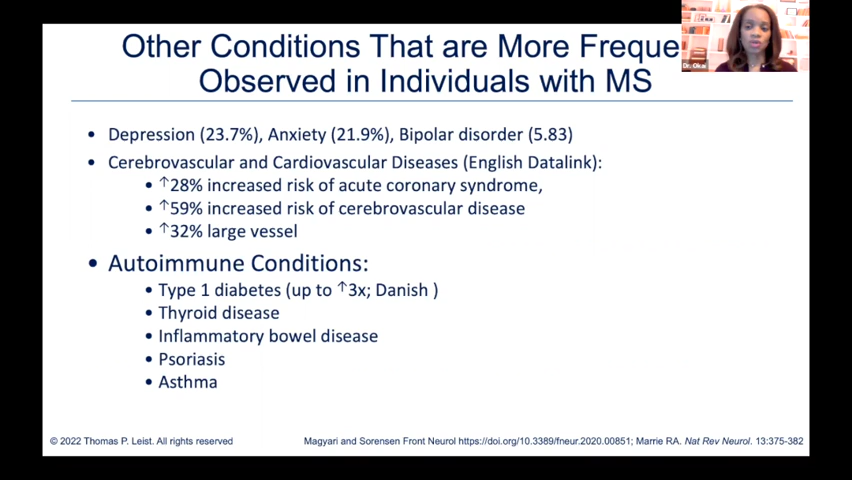 Other Conditions That are More Freque
Observed in Individuals with MS
• Depression (23.7%), Anxiety (21.9%), Bipolar disorder (5.83)
• Cerebrovascular and Cardiovascular Diseases (English Datalink):
• ↑28% increased risk of acute coronary syndrome,
• ↑59% increased risk of cerebrovascular disease
• ↑32% large vessel
• Autoimmune Conditions:
• Type 1 diabetes (up to ↑3x; Danish )
• Thyroid disease
• Inflammatory bowel disease
• Psoriasis
• Asthma
© 2022 Thomas P. Leist. All rights reserved
Magyari and Sorensen Front Neurol https://doi.org/10.3389/fneur.2020.00851; Marrie RA. Nat Rev Neurol. 13:375-382